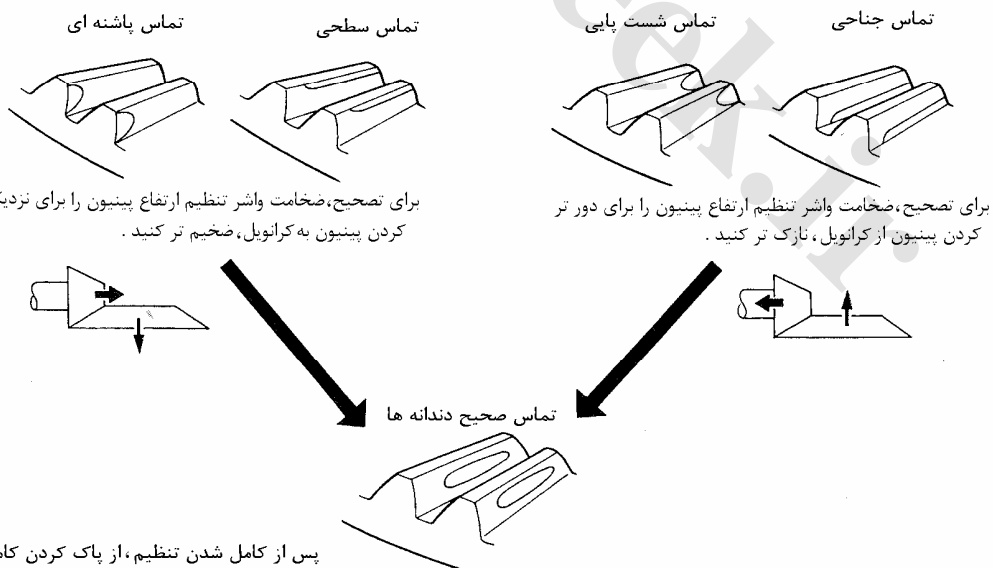 تماس جناحی
تماس شست پایی
تماس سطحی
تماس پاشنه ای
برای تصحیح،ضخامت واشر تنظیم ارتفاع پینیون را برای دور تر
کردن پینیون از کرانویل، نازک تر کنید .
برای تصحیح،ضخامت واشر تنظیم ارتفاع پینیون را برای
کردن پینیون به کرانویل،ضخیم تر کنید .
تماس صحیح دندانه ها
پس از کامل شدن تنظیم،از پاک کردن